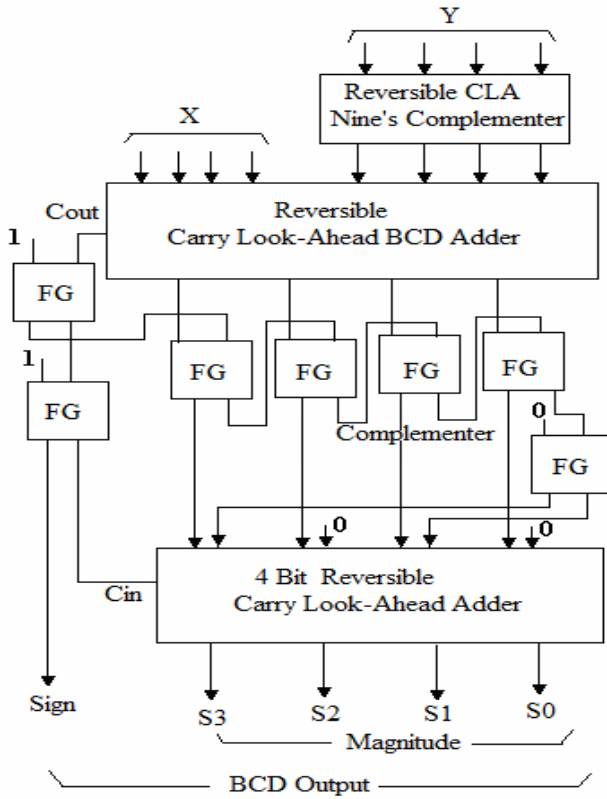 Y
Reversible CLA
Nine's Complementer
X
Reversible
Carry Look-Ahead BCD Adder
Cout
1
FG
1
FG
FG
FG
FG
FG
Complementer
0
FG
0
0
4 Bit Reversible
Carry Look-Ahead Adder
Cin
Sign
S3
S2
S1
S0
Magnitude
BCD Output